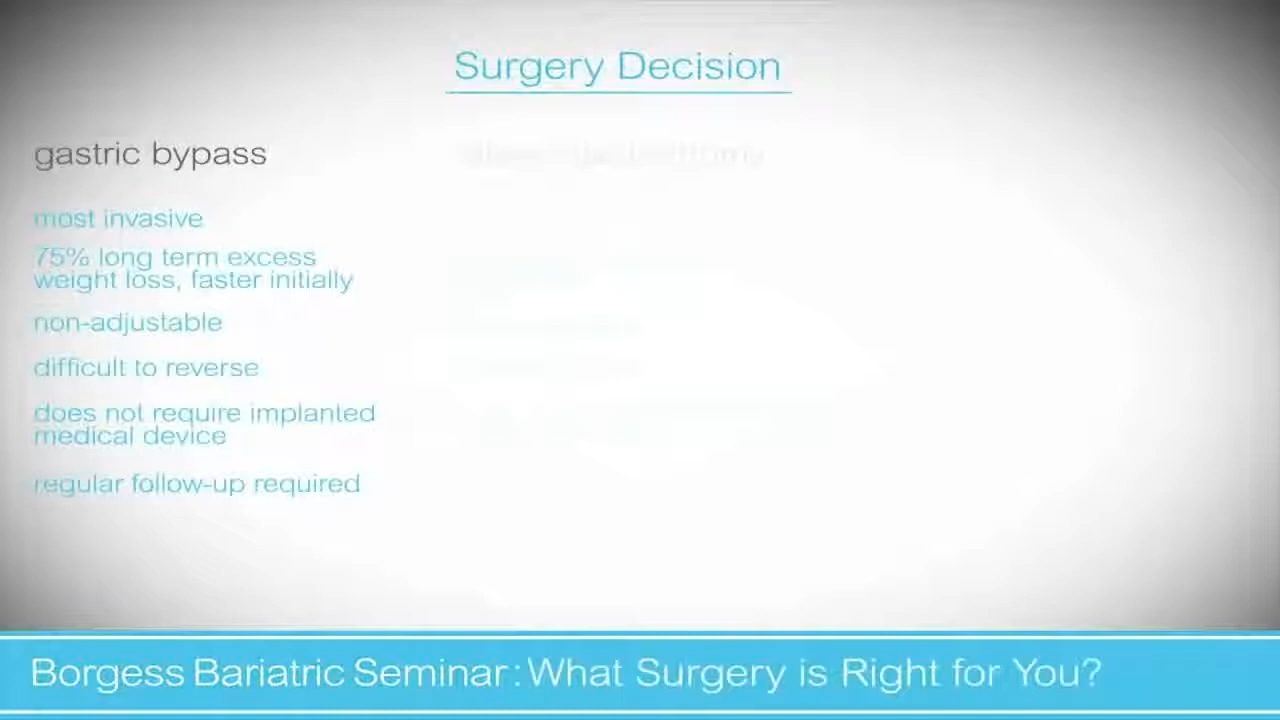 Surgery Decision
gastric bypass
most invasive
75% long term excess
weight loss, faster initially
non-adjustable
difficult to reverse
does not require implanted
medical device
regular follow-up required
Borgess Bariatric Seminar: What Surgery is Right for You?